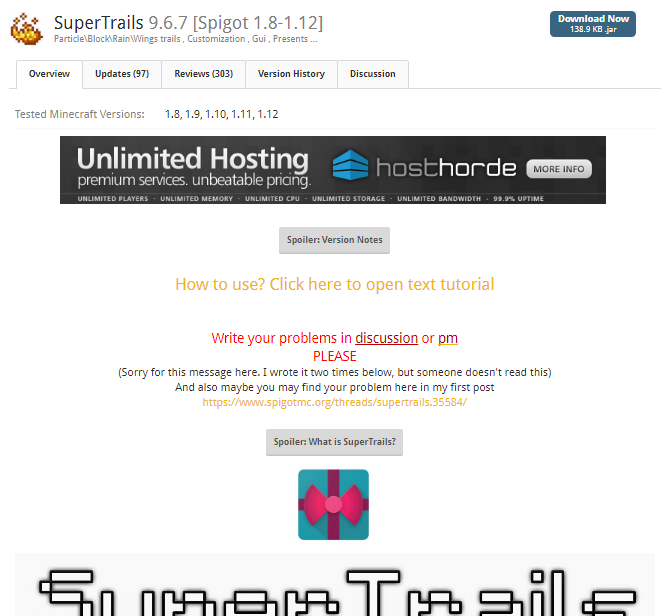 SuperTrails 9.6.7 [Spigot 1.8-1.12]
Particle\Block\Rain\Wings trails , Customization , Gui , Presents ...
Download Now
138.9 KB .jar
Overview Updates (97) Reviews (303) Version History Discussion
Tested Minecraft Versions: 1.8, 1.9, 1.10, 1.11, 1.12
Unlimited Hosting
premium services. unbeatable pricing.
hosthorde
MORE INFO
UNLIMITED PLAYERS · UNLIMITED MEMORY · UNLIMITED CPU · UNLIMITED STORAGE · UNLIMITED BANDWIDTH · 99.9% UPTIME
Spoiler: Version Notes
How to use? Click here to open text tutorial
Write your problems in discussion or pm
PLEASE
(Sorry for this message here. I wrote it two times below, but someone doesn't read this)
And also maybe you may find your problem here in my first post
https://www.spigotmc.org/threads/supertrails.35584/
Spoiler: What is SuperTrails?
SuperTrails